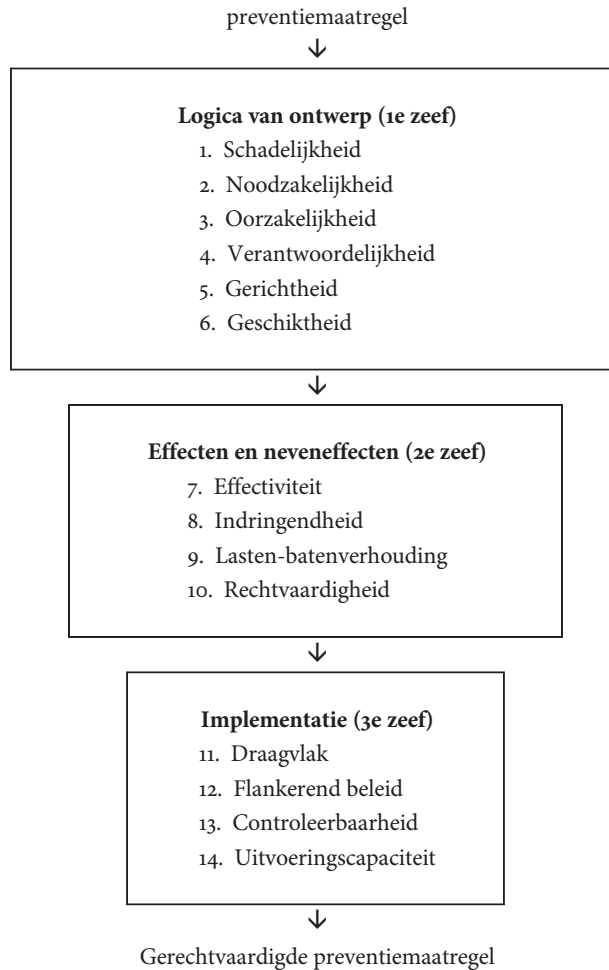 preventiemaatregel
Logica van ontwerp (1e zeef)
1. Schadelijkheid
2. Noodzakelijkheid
3. Oorzakelijkheid
4. Verantwoordelijkheid
5. Gerichtheid
6. Geschiktheid
Effecten en neveneffecten (2e zeef)
7. Effectiviteit
8. Indringendheid
9. Lasten-batenverhouding
10. Rechtvaardigheid
Implementatie (3e zeef)
11. Draagvlak
12. Flankerend beleid
13. Controleerbaarheid
14. Uitvoeringscapaciteit
Gerechtvaardigde preventiemaatregel